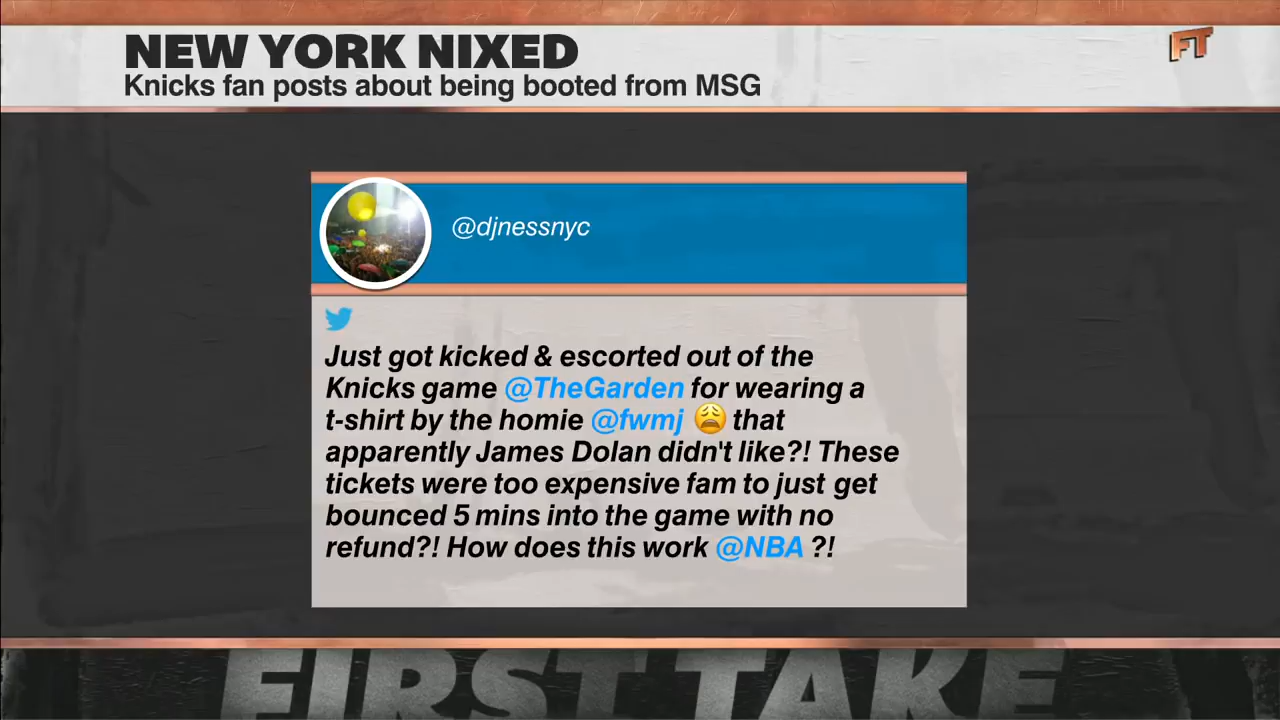 NEW YORK NIXED
Knicks fan posts about being booted from MSG
FT
@djnessnyc
Just got kicked & escorted out of the
Knicks game @TheGarden for wearing a
t-shirt by the homie @fwmj 😩 that
apparently James Dolan didn't like?! These
tickets were too expensive fam to just get
bounced 5 mins into the game with no
refund?! How does this work @NBA ?!
FIRST TAKE